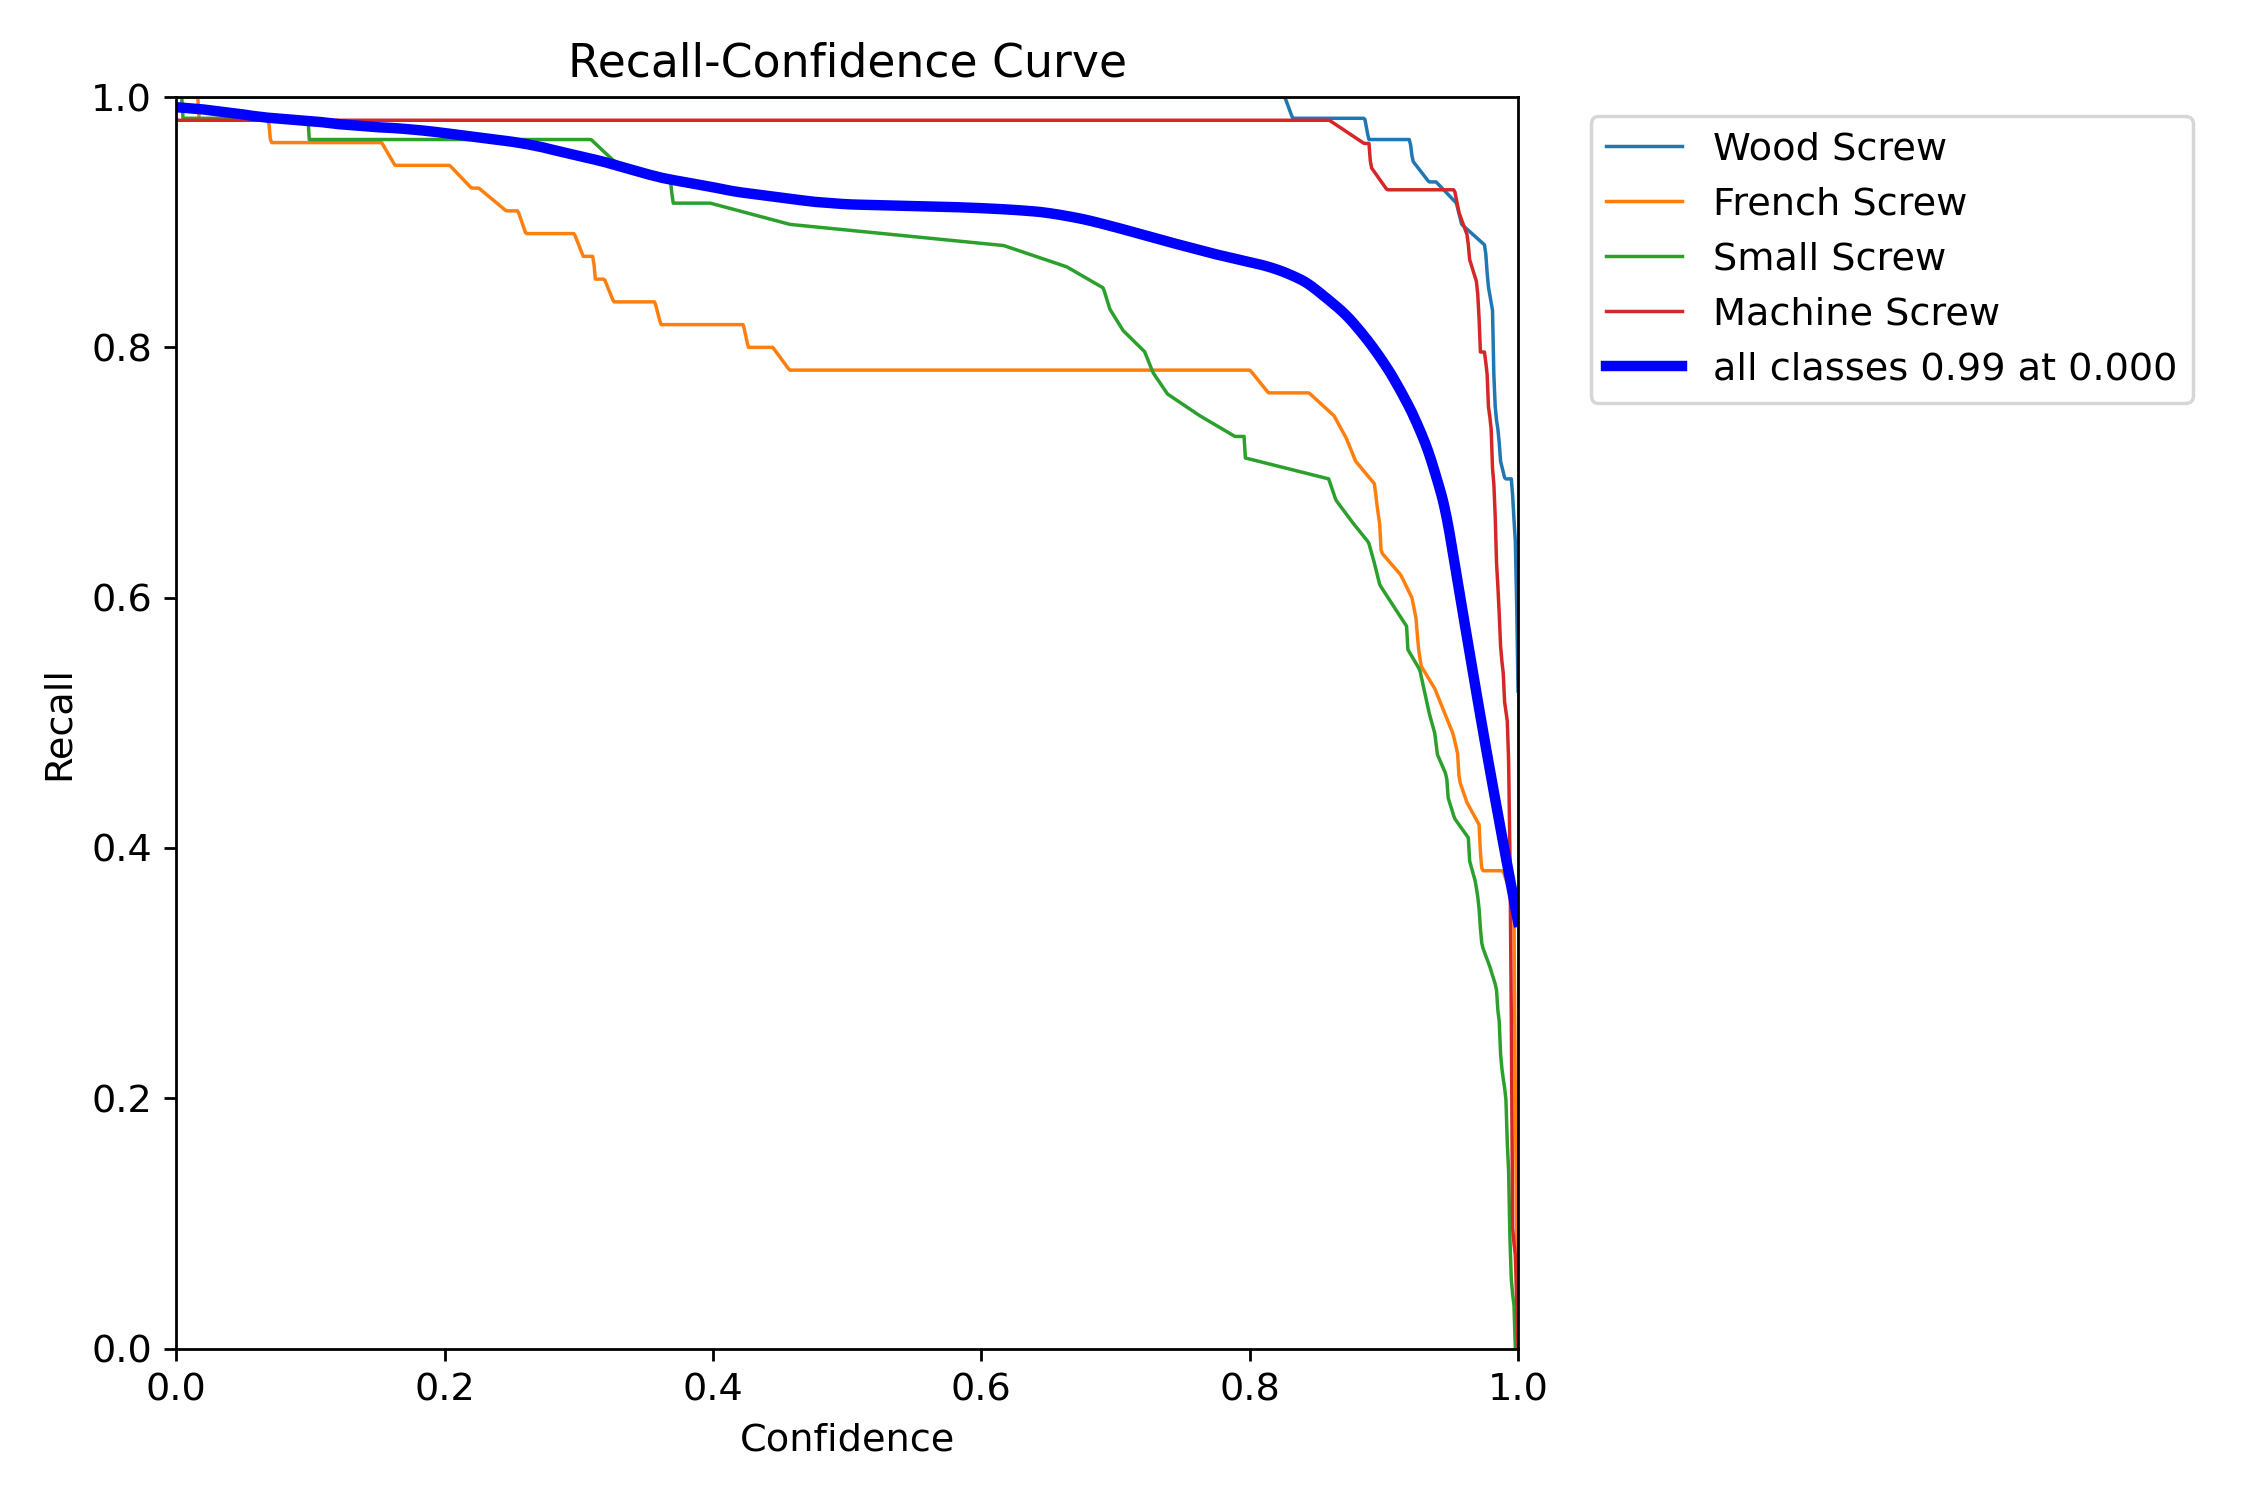 Recall-Confidence Curve
1.0
0.8
0.6
0.4
0.2
0.0
Recall
0.0 0.2 0.4 0.6 0.8 1.0
Confidence
Wood Screw
French Screw
Small Screw
Machine Screw
all classes 0.99 at 0.000